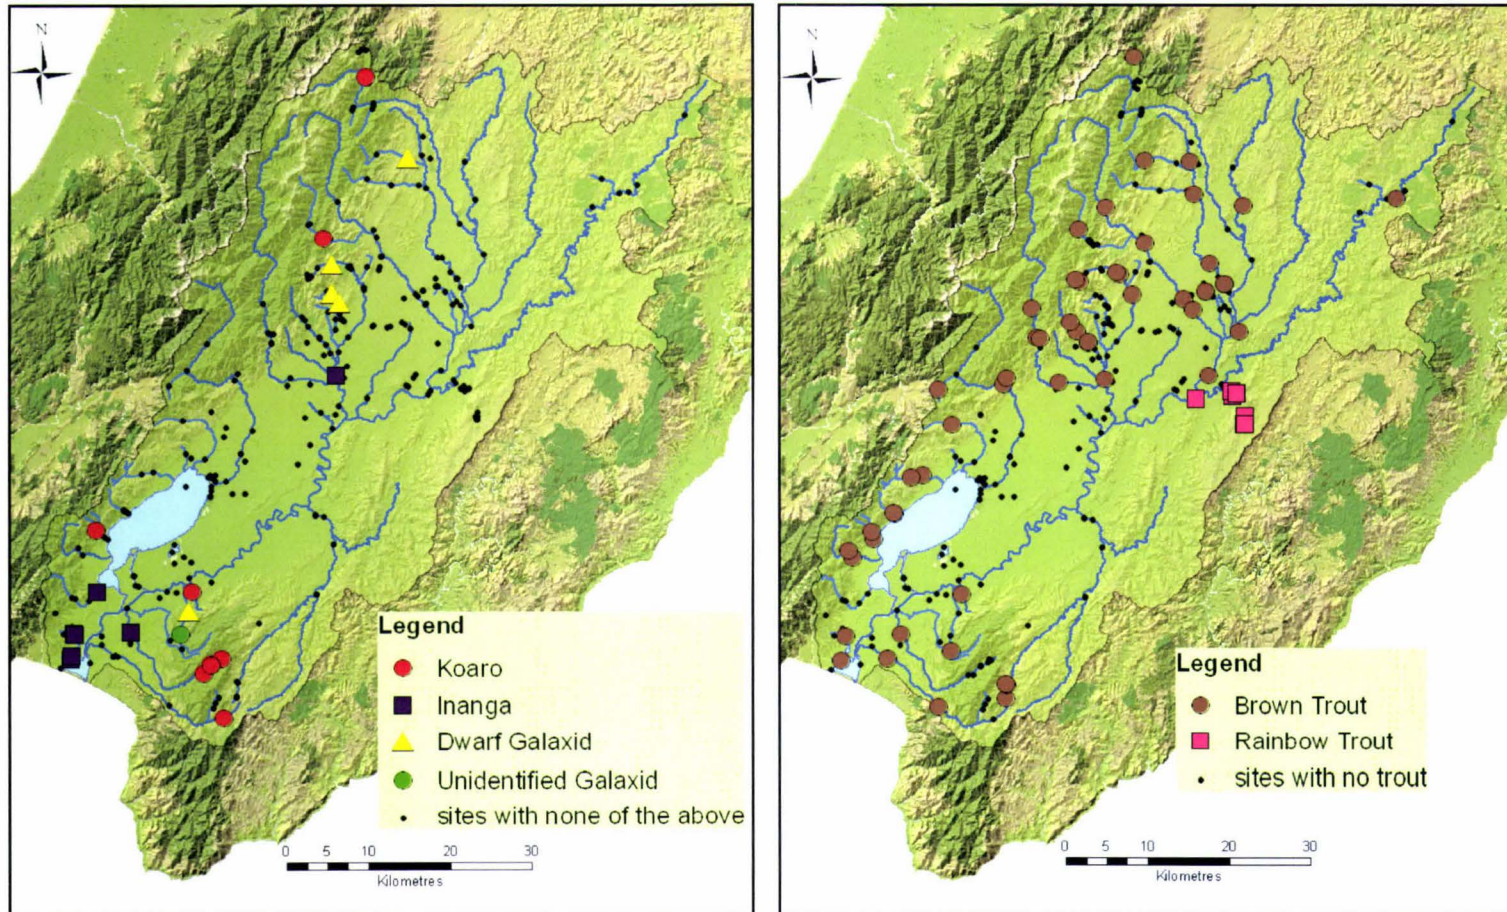 N
Legend
Koaro
Inanga
Dwarf Galaxid
Unidentified Galaxid
sites with none of the above
0 5 10 20 30
Kilometres
N
Legend
Brown Trout
Rainbow Trout
sites with no trout
0 5 10 20 30
Kilometres